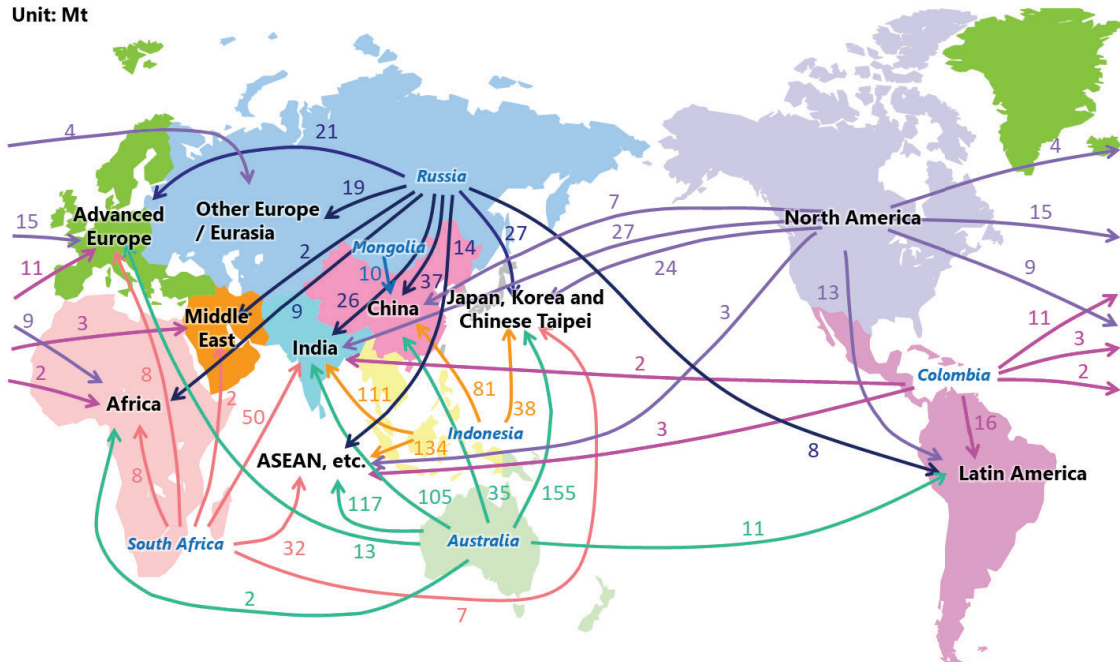 Unit: Mt
4
21
4
Russia
19
7
15
Advanced
Europe
Other Europe
/ Eurasia
North America
15
27
14
27
2
Mongolia
24
11
10
37
9
26
13
9
3
Middle
East
9
China
Japan, Korea and
Chinese Taipei
3
11
India
3
2
8
2
Colombia
2
Africa
2
50
111
81
38
Indonesia
3
16
134
8
ASEAN, etc.
8
Latin America
105
35
155
117
South Africa
32
13
Australia
11
2
7